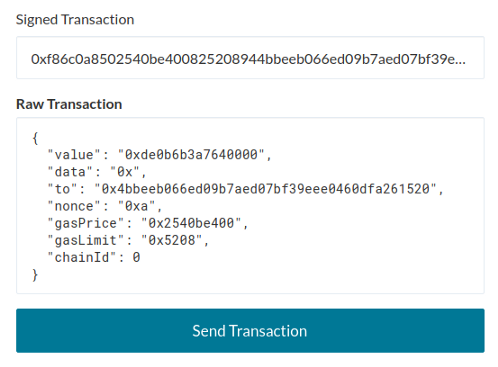 Signed Transaction
0xf86c0a8502540be400825208944bbeeb066ed09b7aed07bf39e...
Raw Transaction
{
  "value": "0xde0b6b3a7640000",
  "data": "0x",
  "to": "0x4bbeeb066ed09b7aed07bf39eee0460dfa261520",
  "nonce": "0xa",
  "gasPrice": "0x2540be400",
  "gasLimit": "0x5208",
  "chainId": 0
}
Send Transaction